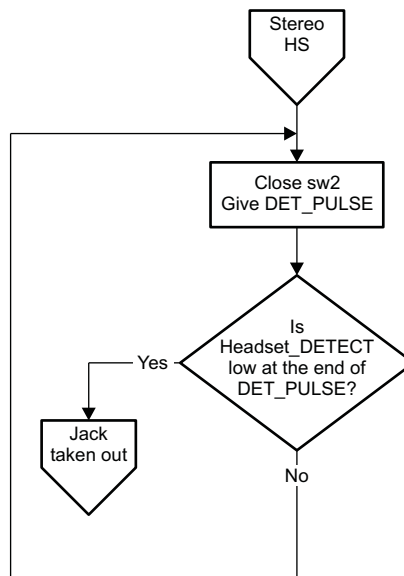 Stereo
HS
Close sw2
Give DET_PULSE
Is
Headset_DETECT
low at the end of
DET_PULSE?
Yes
Jack
taken out
No